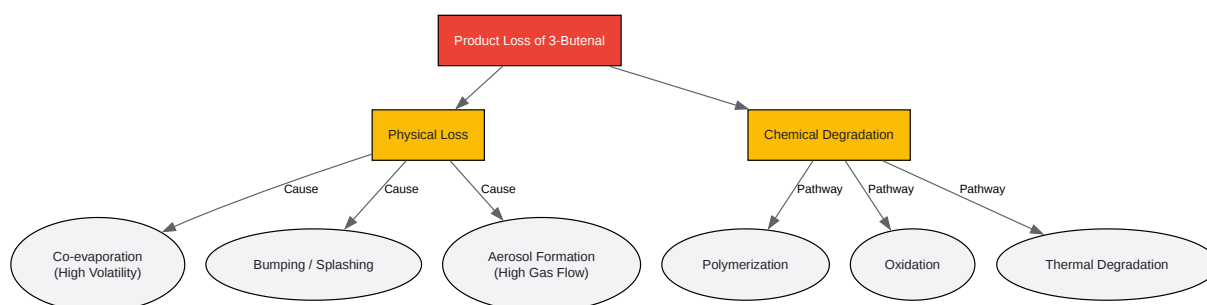 Product Loss of 3-Butenal
Physical Loss
Chemical Degradation
Cause
Cause
Cause
Pathway
Pathway
Pathway
Co-evaporation
(High Volatility)
Bumping / Splashing
Aerosol Formation
(High Gas Flow)
Polymerization
Oxidation
Thermal Degradation